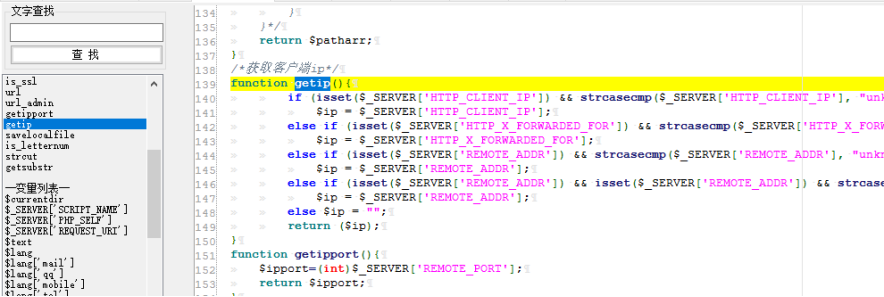 文字查找
查 找
is_ssl
url
url_admin
getipport
getip
savelocalfile
is_letternum
strcut
getsubstr
—变量列表—
$currentdir
$_SERVER['SCRIPT_NAME']
$_SERVER['PHP_SELF']
$_SERVER['REQUEST_URI']
$text
$lang
$lang['mail']
$lang['qq']
$lang['mobile']
$lang['tel']
134 }
135 }*/
136 return $patharr;
137 }
138 /*获取客户端ip*/
139 function getip(){
140 if (isset($_SERVER['HTTP_CLIENT_IP']) && strcasecmp($_SERVER['HTTP_CLIENT_IP'], "unk
141 $ip = $_SERVER['HTTP_CLIENT_IP'];
142 else if (isset($_SERVER['HTTP_X_FORWARDED_FOR']) && strcasecmp($_SERVER['HTTP_X_FORW
143 $ip = $_SERVER['HTTP_X_FORWARDED_FOR'];
144 else if (isset($_SERVER['REMOTE_ADDR']) && strcasecmp($_SERVER['REMOTE_ADDR'], "unkn
145 $ip = $_SERVER['REMOTE_ADDR'];
146 else if (isset($_SERVER['REMOTE_ADDR']) && isset($_SERVER['REMOTE_ADDR']) && strcase
147 $ip = $_SERVER['REMOTE_ADDR'];
148 else $ip = "";
149 return ($ip);
150 }
151 function getipport(){
152 $ipport=(int)$_SERVER['REMOTE_PORT'];
153 return $ipport;
154 }